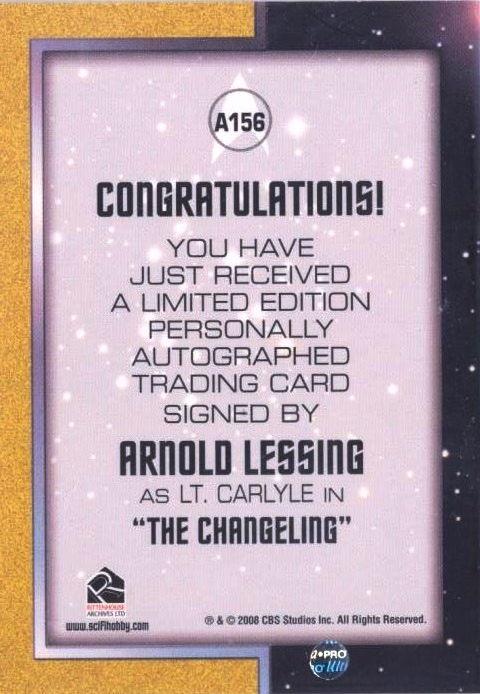 A156
CONGRATULATIONS!
YOU HAVE
JUST RECEIVED
A LIMITED EDITION
PERSONALLY
AUTOGRAPHED
TRADING CARD
SIGNED BY
ARNOLD LESSING
AS LT. CARLYLE IN
“THE CHANGELING”
RITTENHOUSE
ARCHIVES LTD
www.scifihobby.com
® & © 2008 CBS Studios Inc. All Rights Reserved.
PRO